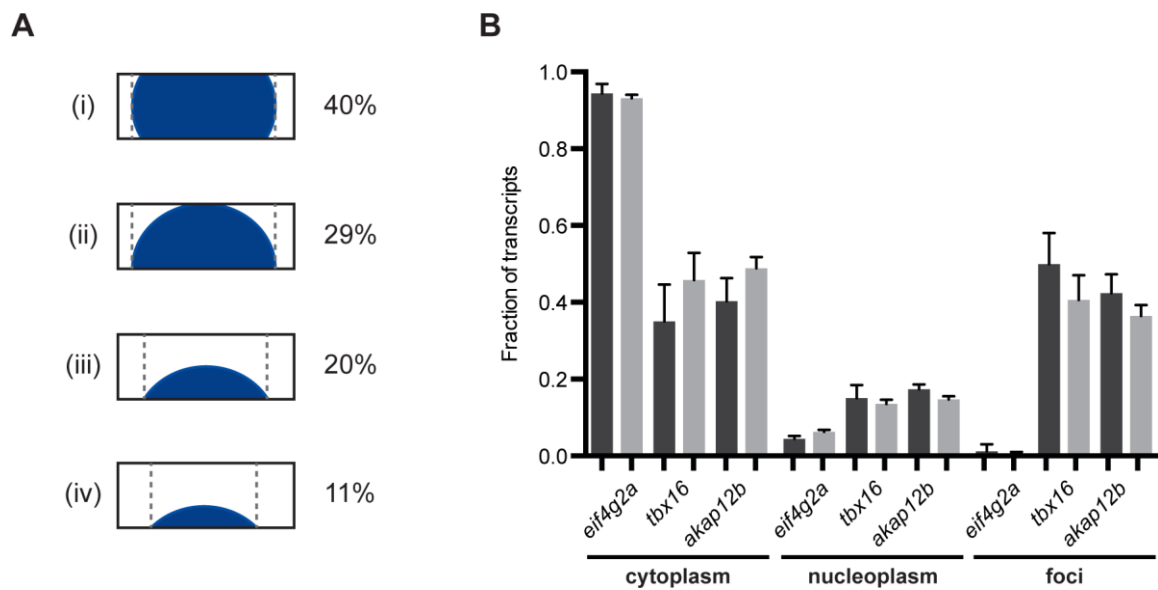 A
(i) 40%
(ii) 29%
(iii) 20%
(iv) 11%
B
Fraction of transcripts
1.0
0.8
0.6
0.4
0.2
0.0
eif4g2a tbx16 akap12b eif4g2a tbx16 akap12b eif4g2a tbx16 akap12b
cytoplasm nucleoplasm foci